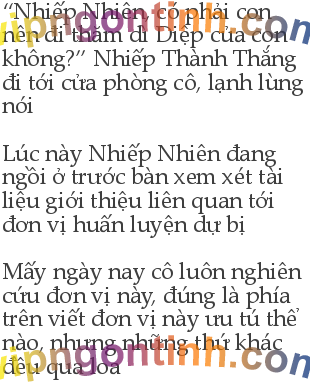 “Nhiếp Nhiên, có phải con
nên đi thăm dì Diệp của con
không?” Nhiếp Thành Thắng
đi tới cửa phòng cô, lạnh lùng
nói
Lúc này Nhiếp Nhiên đang
ngồi ở trước bàn xem xét tài
liệu giới thiệu liên quan tới
đơn vị huấn luyện dự bị
Mấy ngày nay cô luôn nghiên
cứu đơn vị này, đúng là phía
trên viết đơn vị này ưu tú thế
nào, nhưng những thứ khác
đều qua loa